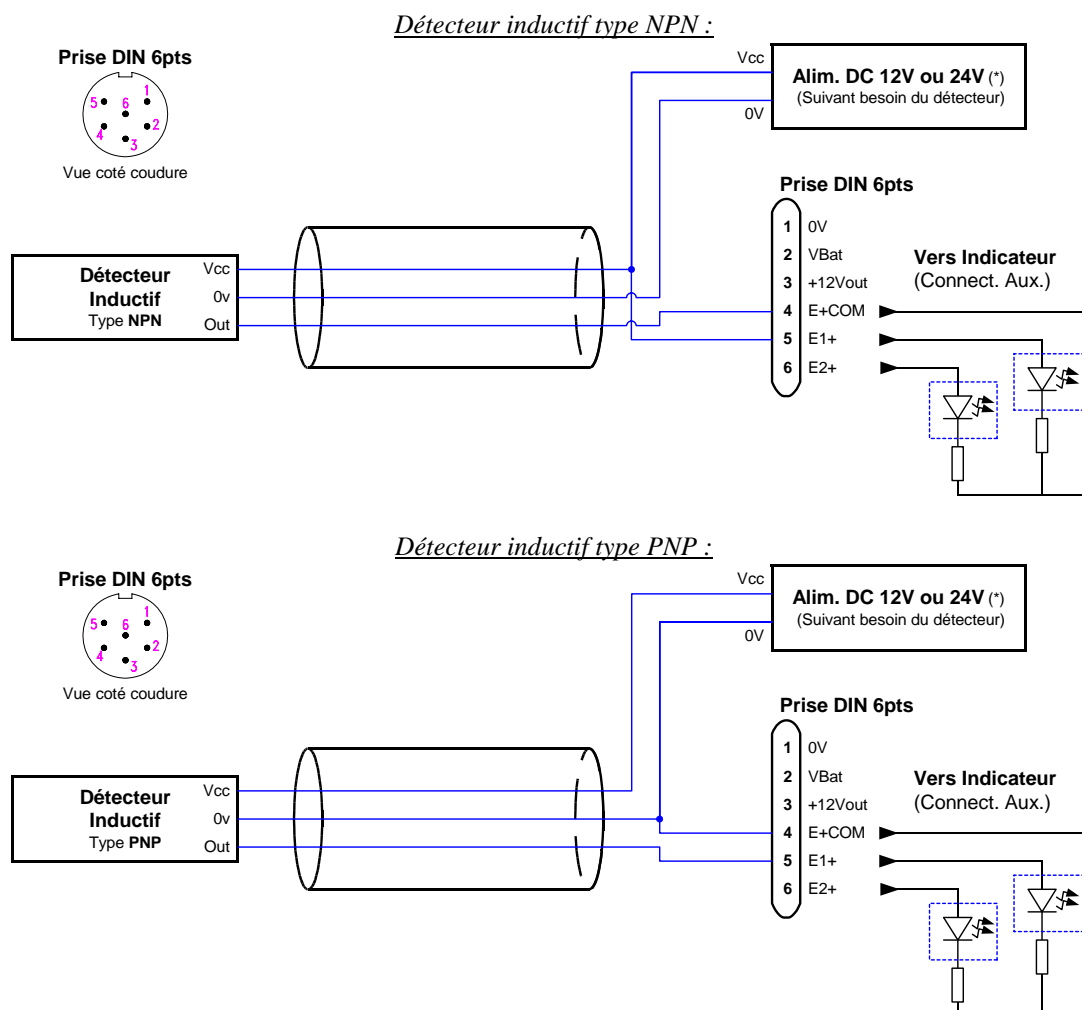 Détecteur inductif type NPN :
Prise DIN 6pts
1
2
3
4
5
6
Vue coté coudure
Vcc
0V
Alim. DC 12V ou 24V (*)
(Suivant besoin du détecteur)
Détecteur
Inductif
Type NPN
Vcc
0v
Out
Prise DIN 6pts
1 0V
2 VBat
3 +12Vout
4 E+COM
5 E1+
6 E2+
Vers Indicateur
(Connect. Aux.)
Détecteur inductif type PNP :
Prise DIN 6pts
1
2
3
4
5
6
Vue coté coudure
Vcc
0V
Alim. DC 12V ou 24V (*)
(Suivant besoin du détecteur)
Détecteur
Inductif
Type PNP
Vcc
0v
Out
Prise DIN 6pts
1 0V
2 VBat
3 +12Vout
4 E+COM
5 E1+
6 E2+
Vers Indicateur
(Connect. Aux.)